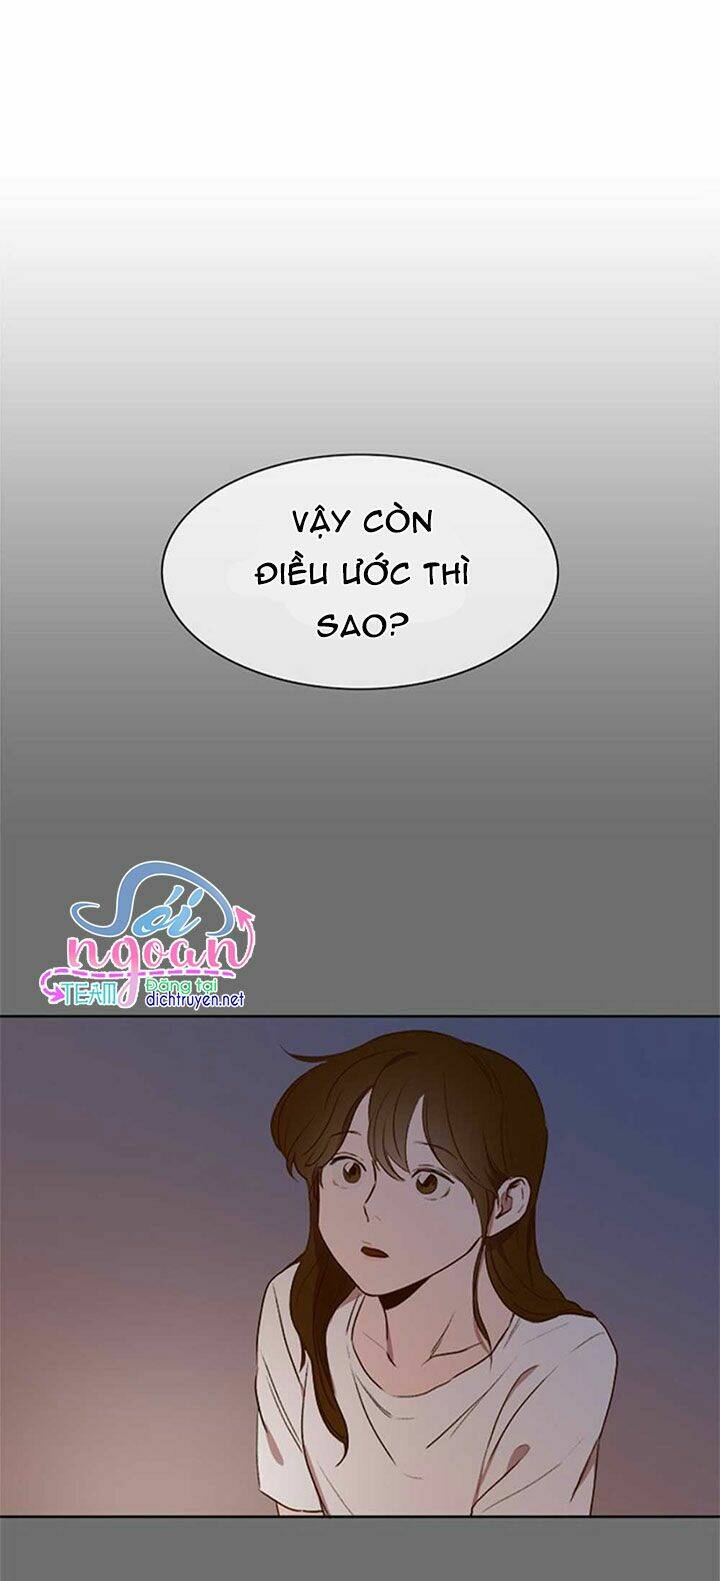 VẬY CÒN
ĐIỀU ƯỚC THÌ
SAO?
Sói
ngoan
TEAM
Đăng tại
dichtruyen.net